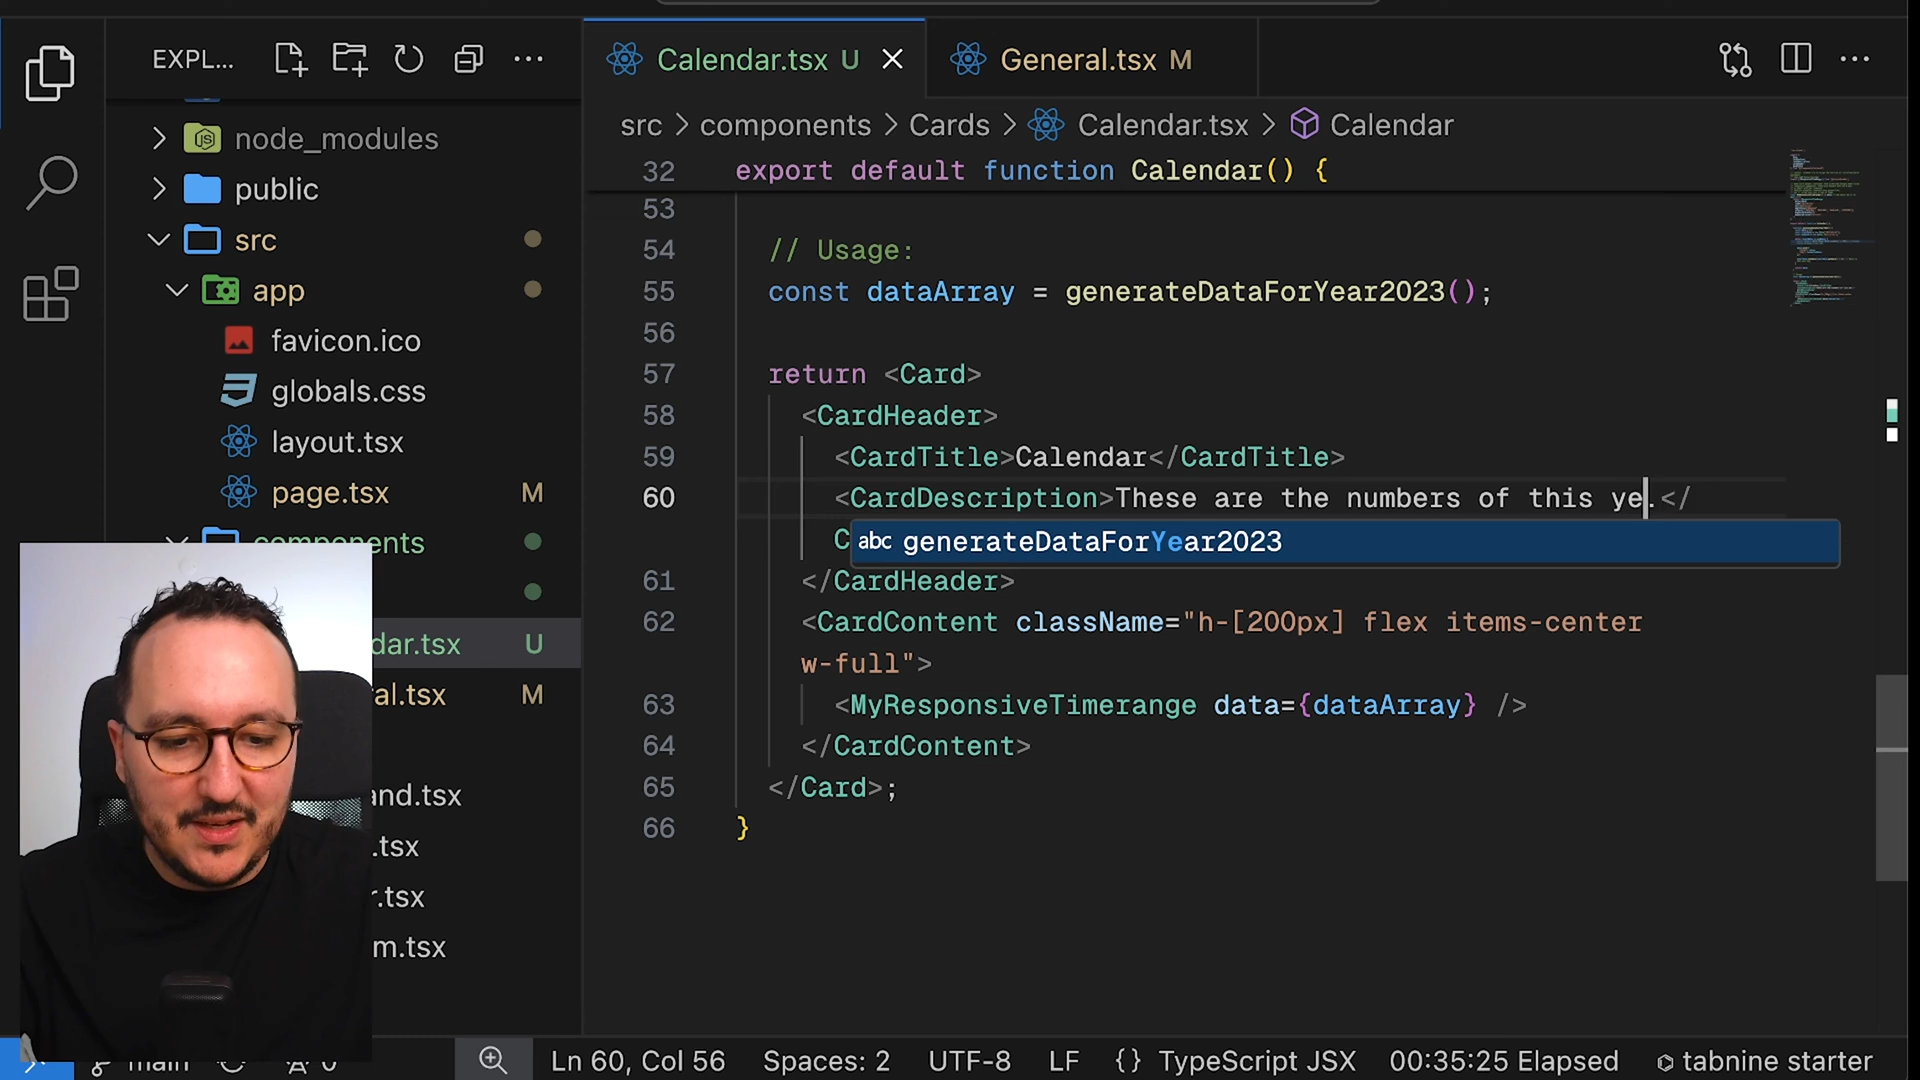 EXPL...
Calendar.tsx U
General.tsx M
node_modules
public
src
app
favicon.ico
globals.css
layout.tsx
page.tsx M
components
dar.tsx U
al.tsx M
and.tsx
.tsx
r.tsx
m.tsx
src > components > Cards > Calendar.tsx > Calendar
32 export default function Calendar() {
53
54 // Usage:
55 const dataArray = generateDataForYear2023();
56
57 return <Card>
58 <CardHeader>
59 <CardTitle>Calendar</CardTitle>
60 <CardDescription>These are the numbers of this ye.</
C
abc generateDataForYear2023
61 </CardHeader>
62 <CardContent className="h-[200px] flex items-center
w-full">
63 <MyResponsiveTimerange data={dataArray} />
64 </CardContent>
65 </Card>;
66 }
main
Ln 60, Col 56 Spaces: 2 UTF-8 LF {} TypeScript JSX 00:35:25 Elapsed tabnine starter